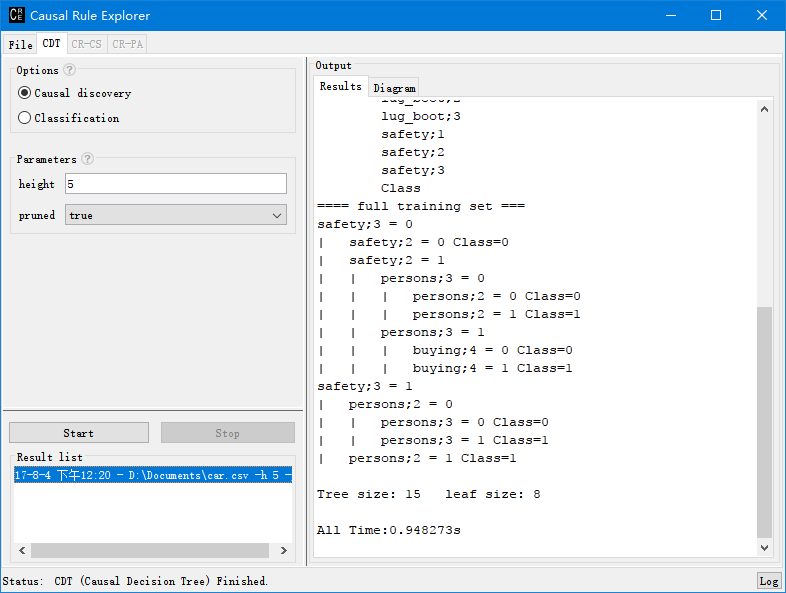 CRE Causal Rule Explorer
File CDT CR-CS CR-PA
Options ?
Causal discovery
Classification
Parameters ?
height 5
pruned true
Start Stop
Result list
17-8-4 下午12:20 - D:\Documents\car.csv -h 5 -
Output
Results Diagram
lug_boot;2
lug_boot;3
safety;1
safety;2
safety;3
Class
==== full training set ===
safety;3 = 0
| safety;2 = 0 Class=0
| safety;2 = 1
| | persons;3 = 0
| | | persons;2 = 0 Class=0
| | | persons;2 = 1 Class=1
| | persons;3 = 1
| | | buying;4 = 0 Class=0
| | | buying;4 = 1 Class=1
safety;3 = 1
| persons;2 = 0
| | persons;3 = 0 Class=0
| | persons;3 = 1 Class=1
| persons;2 = 1 Class=1
Tree size: 15 leaf size: 8
All Time:0.948273s
Status: CDT (Causal Decision Tree) Finished.
Log